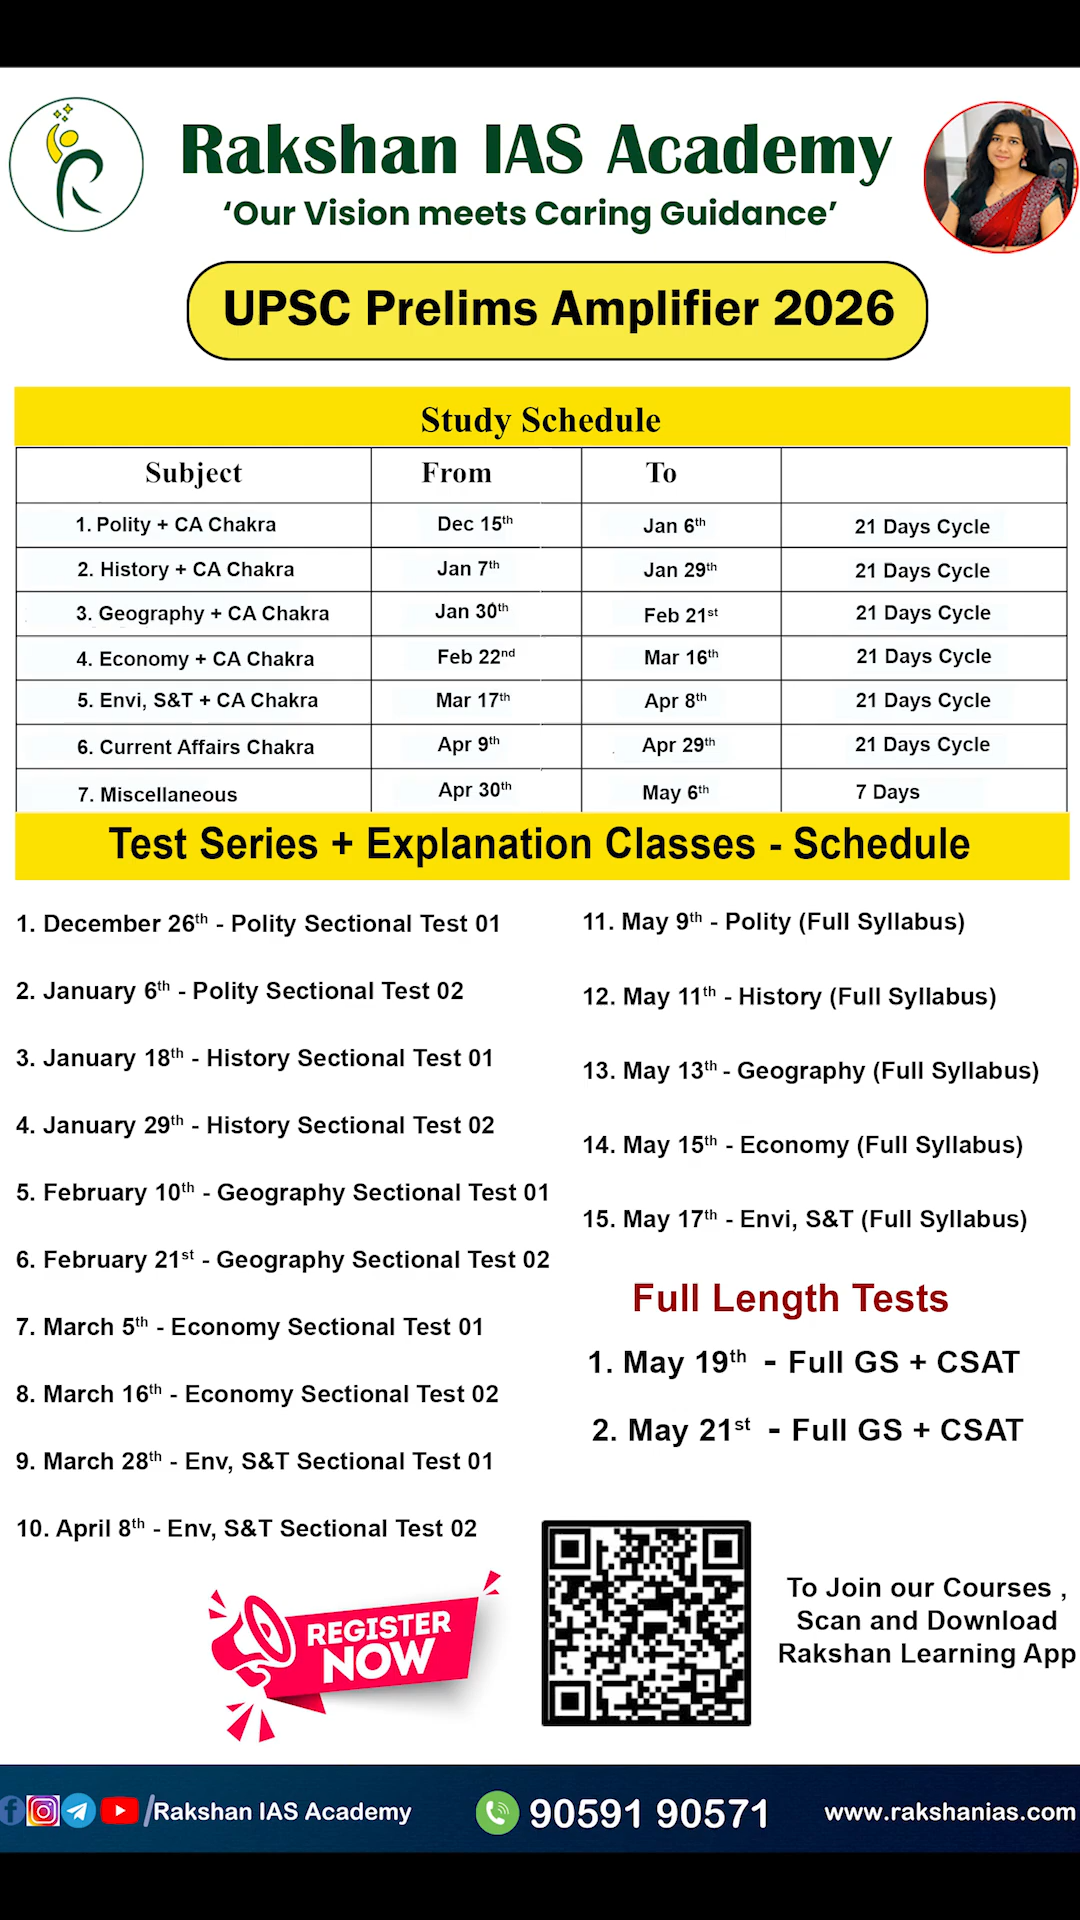 Rakshan IAS Academy
‘Our Vision meets Caring Guidance’
UPSC Prelims Amplifier 2026
Study Schedule
Subject From To
1. Polity + CA Chakra Dec 15th Jan 6th 21 Days Cycle
2. History + CA Chakra Jan 7th Jan 29th 21 Days Cycle
3. Geography + CA Chakra Jan 30th Feb 21st 21 Days Cycle
4. Economy + CA Chakra Feb 22nd Mar 16th 21 Days Cycle
5. Envi, S&T + CA Chakra Mar 17th Apr 8th 21 Days Cycle
6. Current Affairs Chakra Apr 9th Apr 29th 21 Days Cycle
7. Miscellaneous Apr 30th May 6th 7 Days
Test Series + Explanation Classes - Schedule
1. December 26th - Polity Sectional Test 01
2. January 6th - Polity Sectional Test 02
3. January 18th - History Sectional Test 01
4. January 29th - History Sectional Test 02
5. February 10th - Geography Sectional Test 01
6. February 21st - Geography Sectional Test 02
7. March 5th - Economy Sectional Test 01
8. March 16th - Economy Sectional Test 02
9. March 28th - Env, S&T Sectional Test 01
10. April 8th - Env, S&T Sectional Test 02
11. May 9th - Polity (Full Syllabus)
12. May 11th - History (Full Syllabus)
13. May 13th - Geography (Full Syllabus)
14. May 15th - Economy (Full Syllabus)
15. May 17th - Envi, S&T (Full Syllabus)
Full Length Tests
1. May 19th - Full GS + CSAT
2. May 21st - Full GS + CSAT
REGISTER
NOW
To Join our Courses ,
Scan and Download
Rakshan Learning App
/Rakshan IAS Academy 90591 90571 www.rakshanias.com